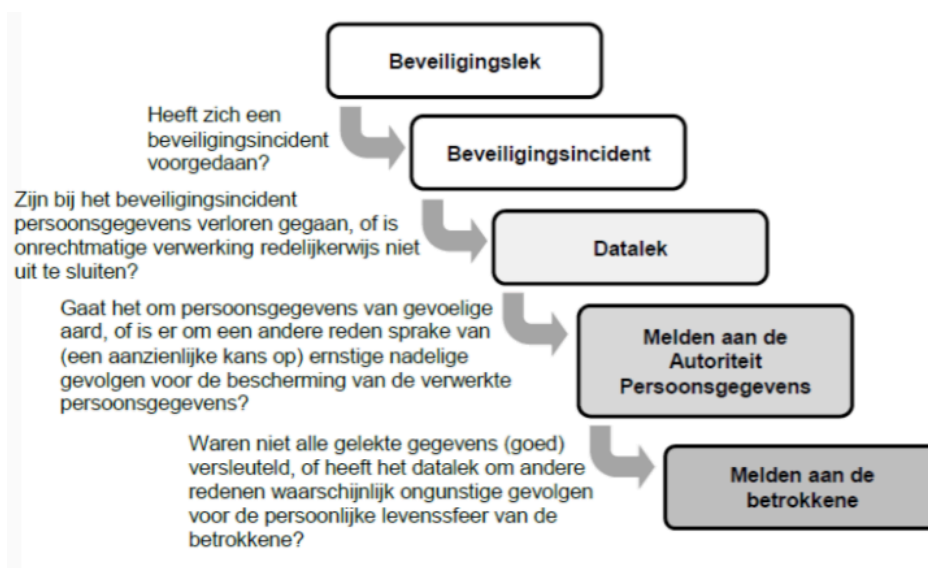 Beveiligingslek
Heeft zich een
beveiligingsincident
voorgedaan?
Beveiligingsincident
Zijn bij het beveiligingsincident
persoonsgegevens verloren gegaan, of is
onrechtmatige verwerking redelijkerwijs niet
uit te sluiten?
Datalek
Gaat het om persoonsgegevens van gevoelige
aard, of is er om een andere reden sprake van
(een aanzienlijke kans op) ernstige nadelige
gevolgen voor de bescherming van de verwerkte
persoonsgegevens?
Melden aan de
Autoriteit
Persoonsgegevens
Waren niet alle gelekte gegevens (goed)
versleuteld, of heeft het datalek om andere
redenen waarschijnlijk ongunstige gevolgen
voor de persoonlijke levenssfeer van de
betrokkene?
Melden aan de
betrokkene